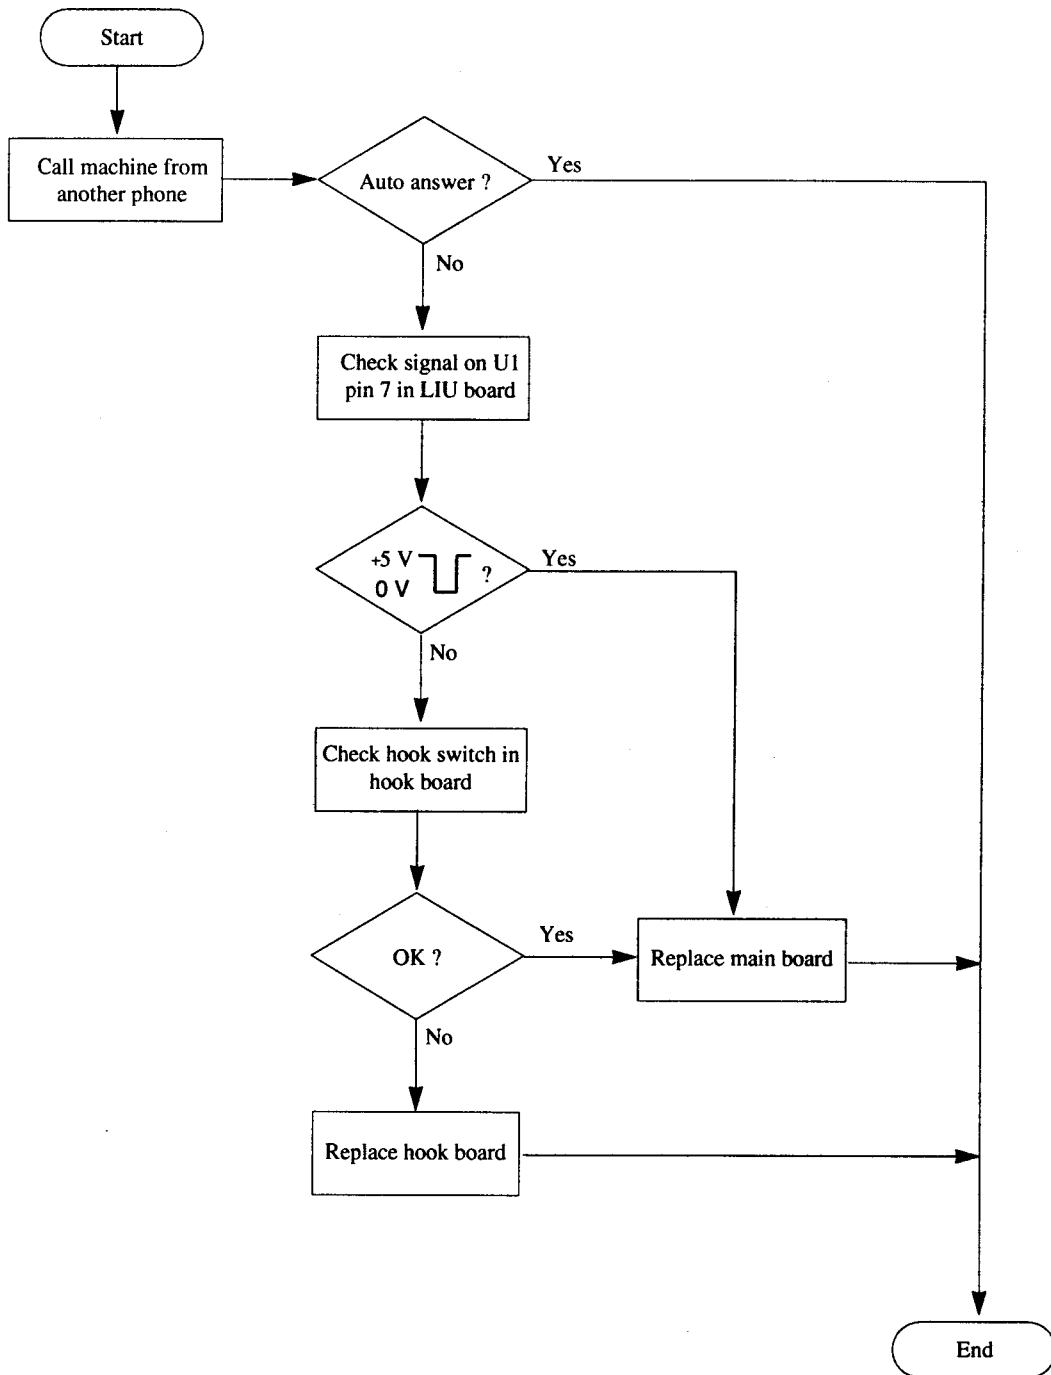 Start
Call machine from
another phone
Auto answer ?
Yes
No
Check signal on U1
pin 7 in LIU board
+5 V
0 V
?
Yes
No
Check hook switch in
hook board
OK ?
Yes
Replace main board
No
Replace hook board
End